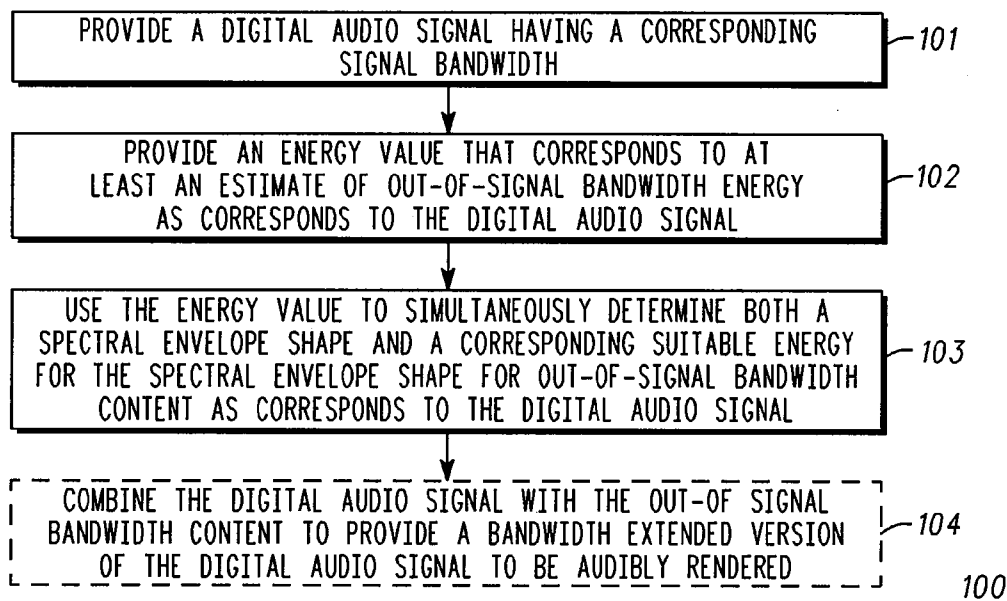 PROVIDE A DIGITAL AUDIO SIGNAL HAVING A CORRESPONDING
SIGNAL BANDWIDTH
101
PROVIDE AN ENERGY VALUE THAT CORRESPONDS TO AT
LEAST AN ESTIMATE OF OUT-OF-SIGNAL BANDWIDTH ENERGY
AS CORRESPONDS TO THE DIGITAL AUDIO SIGNAL
102
USE THE ENERGY VALUE TO SIMULTANEOUSLY DETERMINE BOTH A
SPECTRAL ENVELOPE SHAPE AND A CORRESPONDING SUITABLE ENERGY
FOR THE SPECTRAL ENVELOPE SHAPE FOR OUT-OF-SIGNAL BANDWIDTH
CONTENT AS CORRESPONDS TO THE DIGITAL AUDIO SIGNAL
103
COMBINE THE DIGITAL AUDIO SIGNAL WITH THE OUT-OF SIGNAL
BANDWIDTH CONTENT TO PROVIDE A BANDWIDTH EXTENDED VERSION
OF THE DIGITAL AUDIO SIGNAL TO BE AUDIBLY RENDERED
104
100